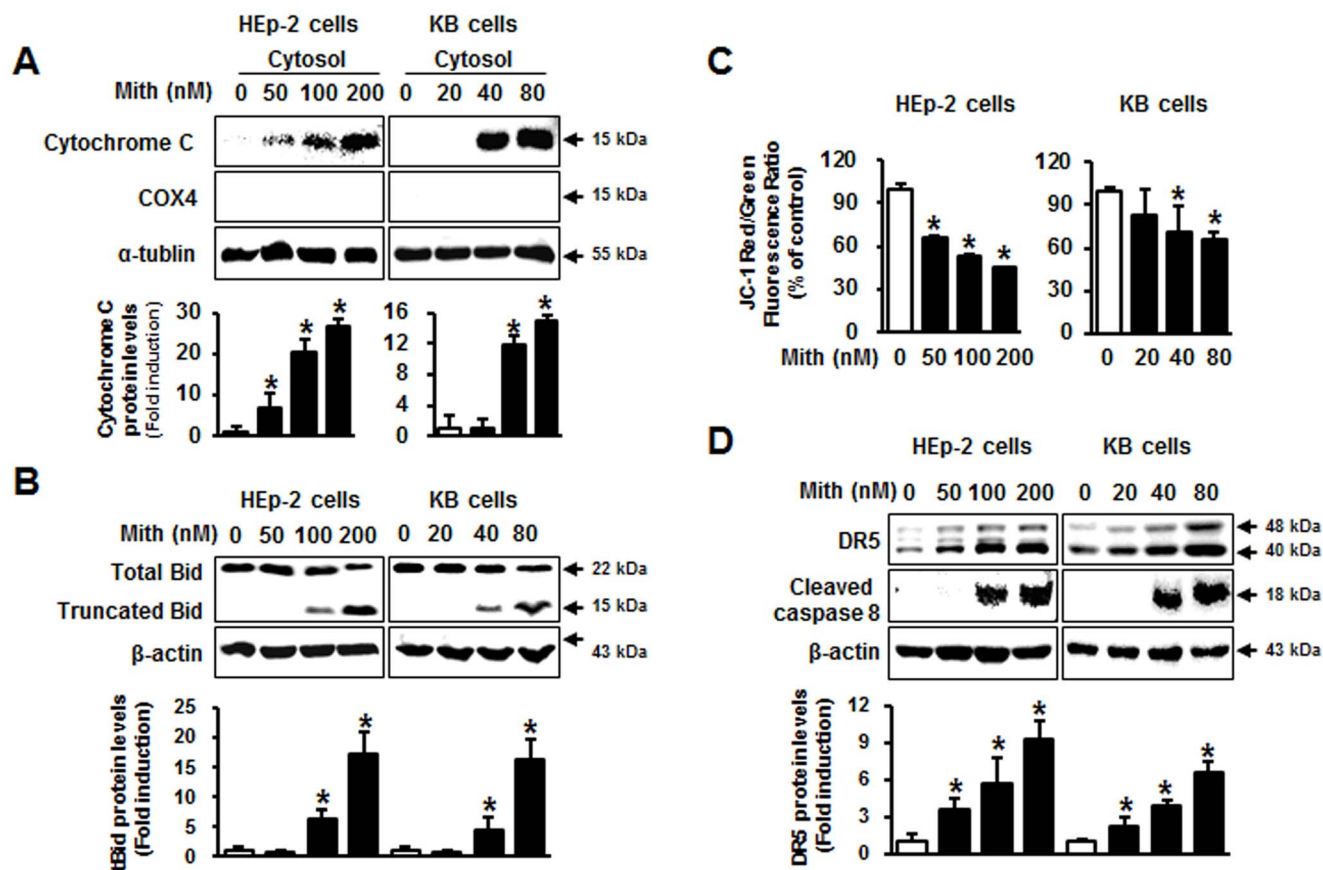 A
HEp-2 cells KB cells
Cytosol Cytosol
Mith (nM) 0 50 100 200 0 20 40 80
Cytochrome C 15 kDa
COX4 15 kDa
α-tublin 55 kDa
Cytochrome C
protein levels
(Fold induction)
30
20
10
0
* * *
16
12
8
4
0
* *
B
HEp-2 cells KB cells
Mith (nM) 0 50 100 200 0 20 40 80
Total Bid 22 kDa
Truncated Bid 15 kDa
β-actin 43 kDa
tBid protein levels
(Fold induction)
25
20
15
10
5
0
* * * *
C
HEp-2 cells KB cells
JC-1 Red/Green
Fluorescence Ratio
(% of control)
120
90
60
30
0
* * *
120
90
60
30
0
* *
Mith (nM) 0 50 100 200 0 20 40 80
D
HEp-2 cells KB cells
Mith (nM) 0 50 100 200 0 20 40 80
DR5 48 kDa
40 kDa
Cleaved
caspase 8 18 kDa
β-actin 43 kDa
DR5 protein levels
(Fold induction)
12
9
6
3
0
* * * * * *